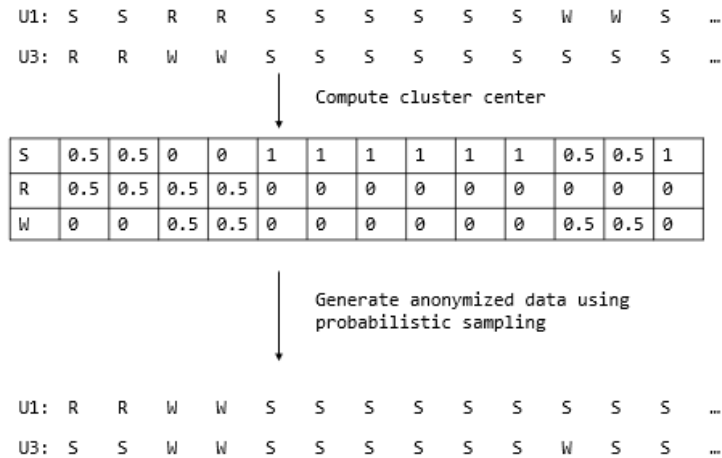 U1: S S R R S S S S S S W W S …
U3: R R W W S S S S S S S S S …
Compute cluster center
S 0.5 0.5 0 0 1 1 1 1 1 1 0.5 0.5 1
R 0.5 0.5 0.5 0.5 0 0 0 0 0 0 0 0 0
W 0 0 0.5 0.5 0 0 0 0 0 0 0.5 0.5 0
Generate anonymized data using
probabilistic sampling
U1: R R W W S S S S S S S S S …
U3: S S W W S S S S S S W S S …